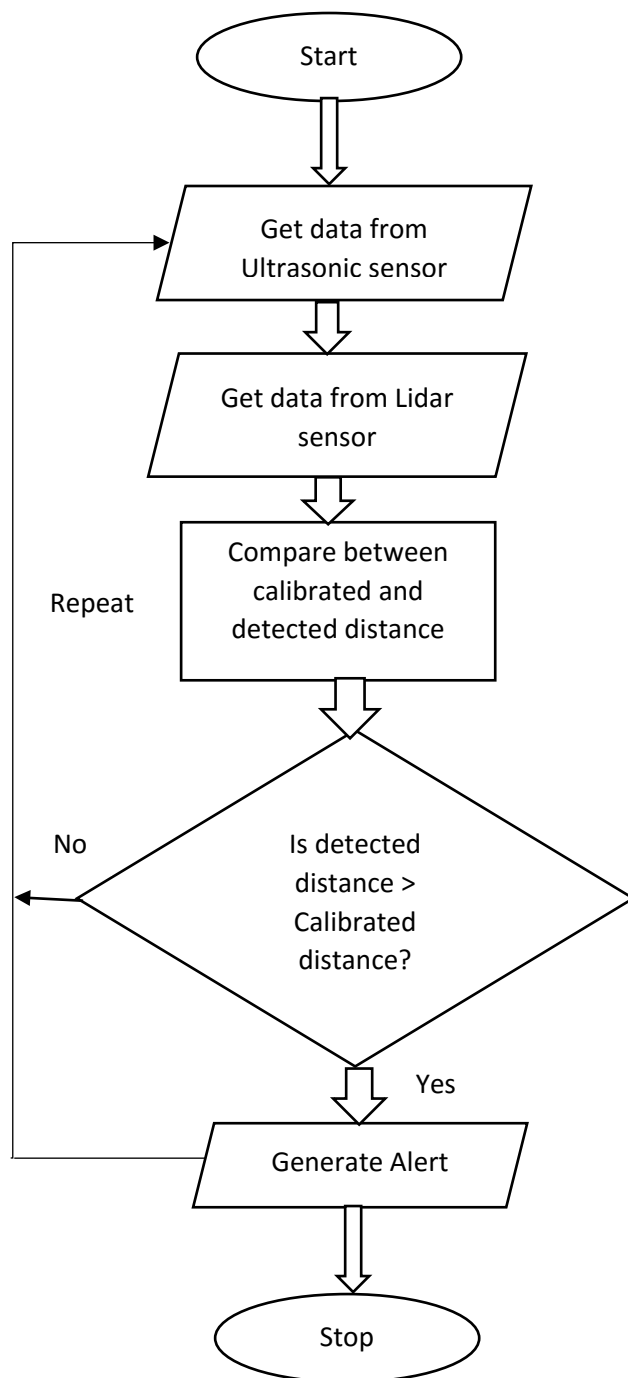 Start
Get data from
Ultrasonic sensor
Get data from Lidar
sensor
Compare between
calibrated and
detected distance
Repeat
No
Is detected
distance >
Calibrated
distance?
Yes
Generate Alert
Stop